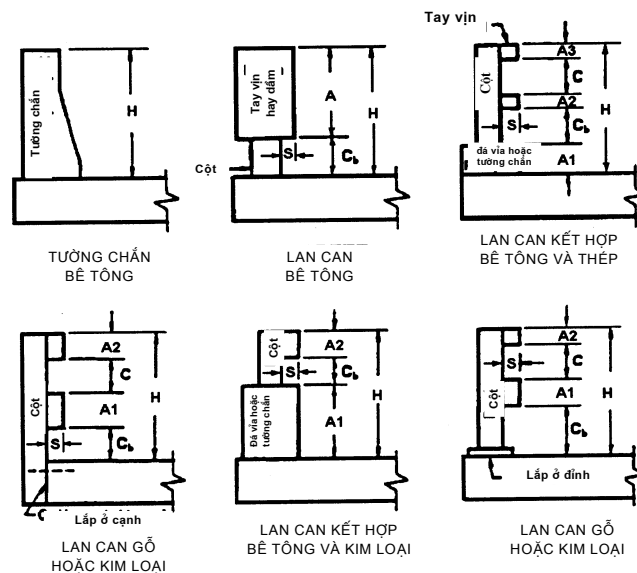 Tường chắn
H
TƯỜNG CHẮN
BÊ TÔNG
Tay vịn
hay dầm
A
H
S
Cb
Cột
LAN CAN
BÊ TÔNG
Tay vịn
Cột
A3
C
A2
H
S
Cb
đá vỉa hoặc
tường chắn
A1
LAN CAN KẾT HỢP
BÊ TÔNG VÀ THÉP
Cột
A2
C
A1
H
S
Cb
Lắp ở cạnh
LAN CAN GỖ
HOẶC KIM LOẠI
Cột
A2
S
Cb
H
Đá vỉa hoặc
tường chắn
A1
LAN CAN KẾT HỢP
BÊ TÔNG VÀ KIM LOẠI
Cột
A2
S
C
A1
H
Cb
Lắp ở đỉnh
LAN CAN GỖ
HOẶC KIM LOẠI